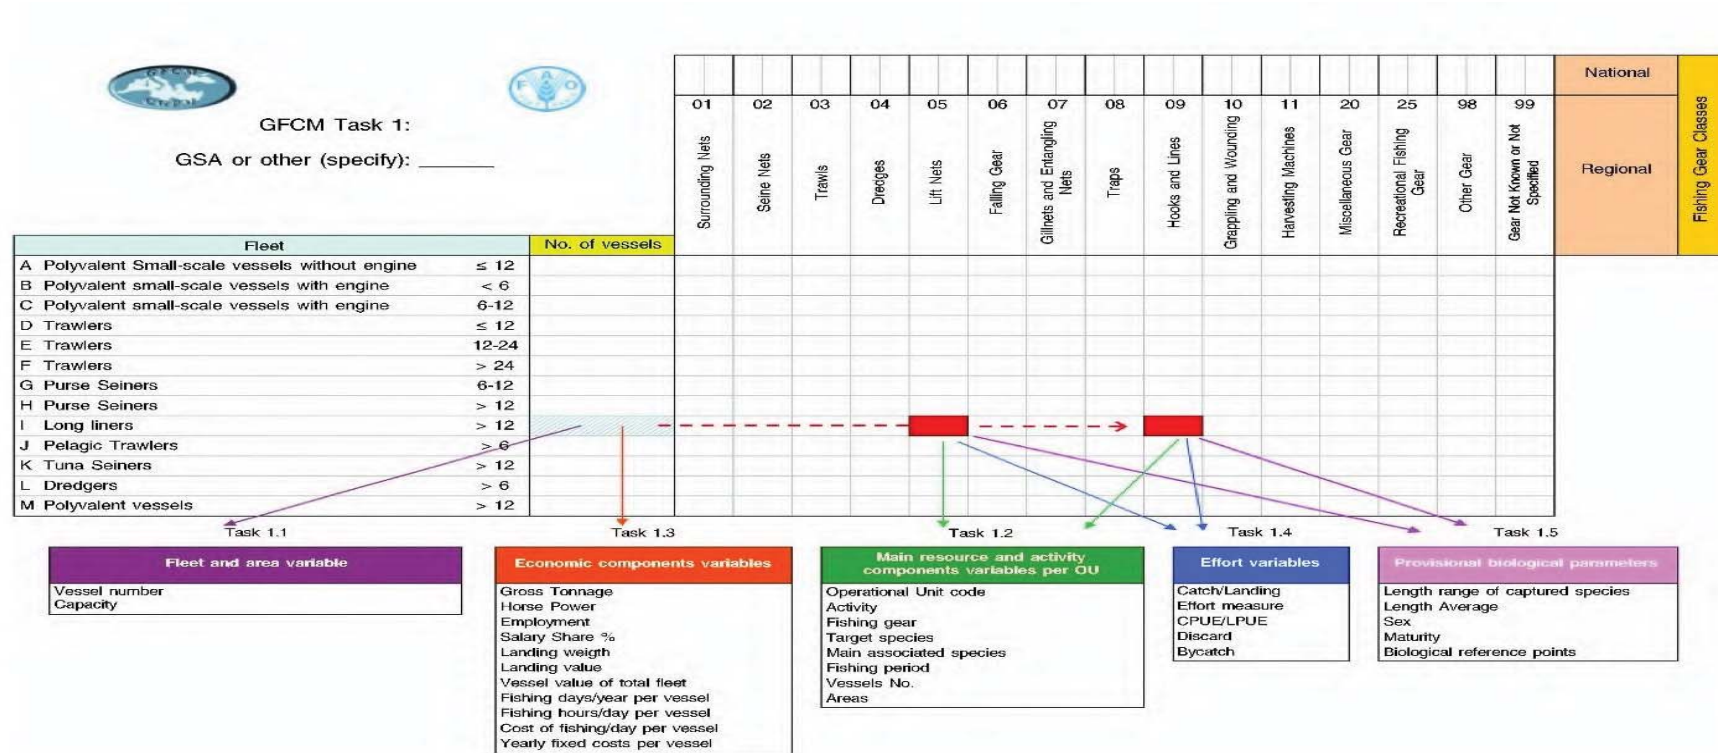 GFCM
FAO
GFCM Task 1:
GSA or other (specify): ______
National
01 02 03 04 05 06 07 08 09 10 11 20 25 98 99
Surrounding Nets
Seine Nets
Trawls
Dredges
Lift Nets
Falling Gear
Gillnets and Entangling
Nets
Traps
Hooks and Lines
Grappling and Wounding
Harvesting Machines
Miscellaneous Gear
Recreational Fishing
Gear
Other Gear
Gear Not Known or Not
Specified
Regional
Fishing Gear Classes
Fleet No. of vessels
A Polyvalent Small-scale vessels without engine ≤ 12
B Polyvalent small-scale vessels with engine < 6
C Polyvalent small-scale vessels with engine 6-12
D Trawlers ≤ 12
E Trawlers 12-24
F Trawlers > 24
G Purse Seiners 6-12
H Purse Seiners > 12
I Long liners > 12
J Pelagic Trawlers > 6
K Tuna Seiners > 12
L Dredgers > 6
M Polyvalent vessels > 12
Task 1.1
Fleet and area variable
Vessel number
Capacity
Task 1.3
Economic components variables
Gross Tonnage
Horse Power
Employment
Salary Share %
Landing weigth
Landing value
Vessel value of total fleet
Fishing days/year per vessel
Fishing hours/day per vessel
Cost of fishing/day per vessel
Yearly fixed costs per vessel
Task 1.2
Main resource and activity
components variables per OU
Operational Unit code
Activity
Fishing gear
Target species
Main associated species
Fishing period
Vessels No.
Areas
Task 1.4
Effort variables
Catch/Landing
Effort measure
CPUE/LPUE
Discard
Bycatch
Task 1.5
Provisional biological parameters
Length range of captured species
Length Average
Sex
Maturity
Biological reference points